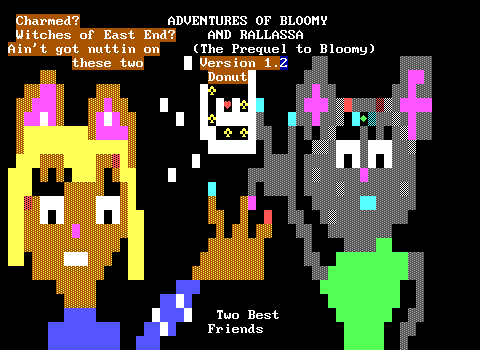 Charmed?
ADVENTURES OF BLOOMY
Witches of East End?
AND RALLASSA
Ain't got nuttin on
(The Prequel to Bloomy)
these two
Version 1.2
Donut
Two Best
Friends